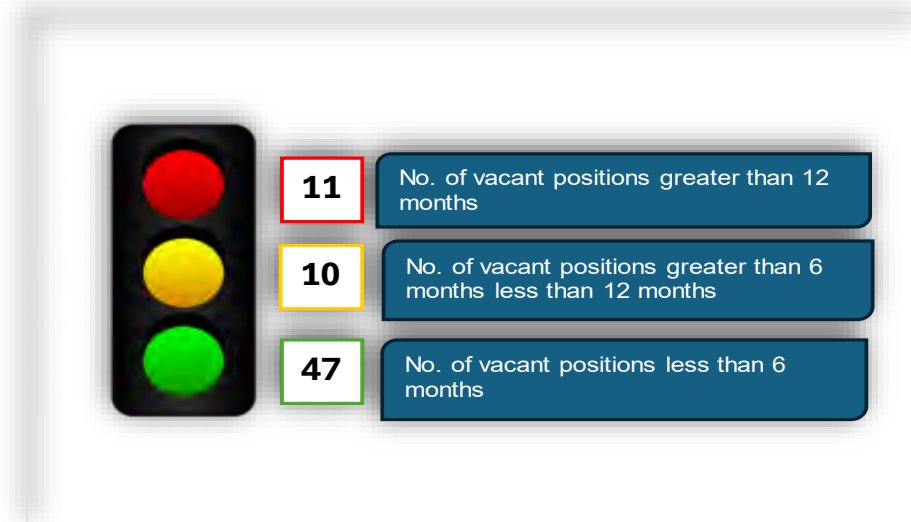 11
No. of vacant positions greater than 12
months
10
No. of vacant positions greater than 6
months less than 12 months
47
No. of vacant positions less than 6
months